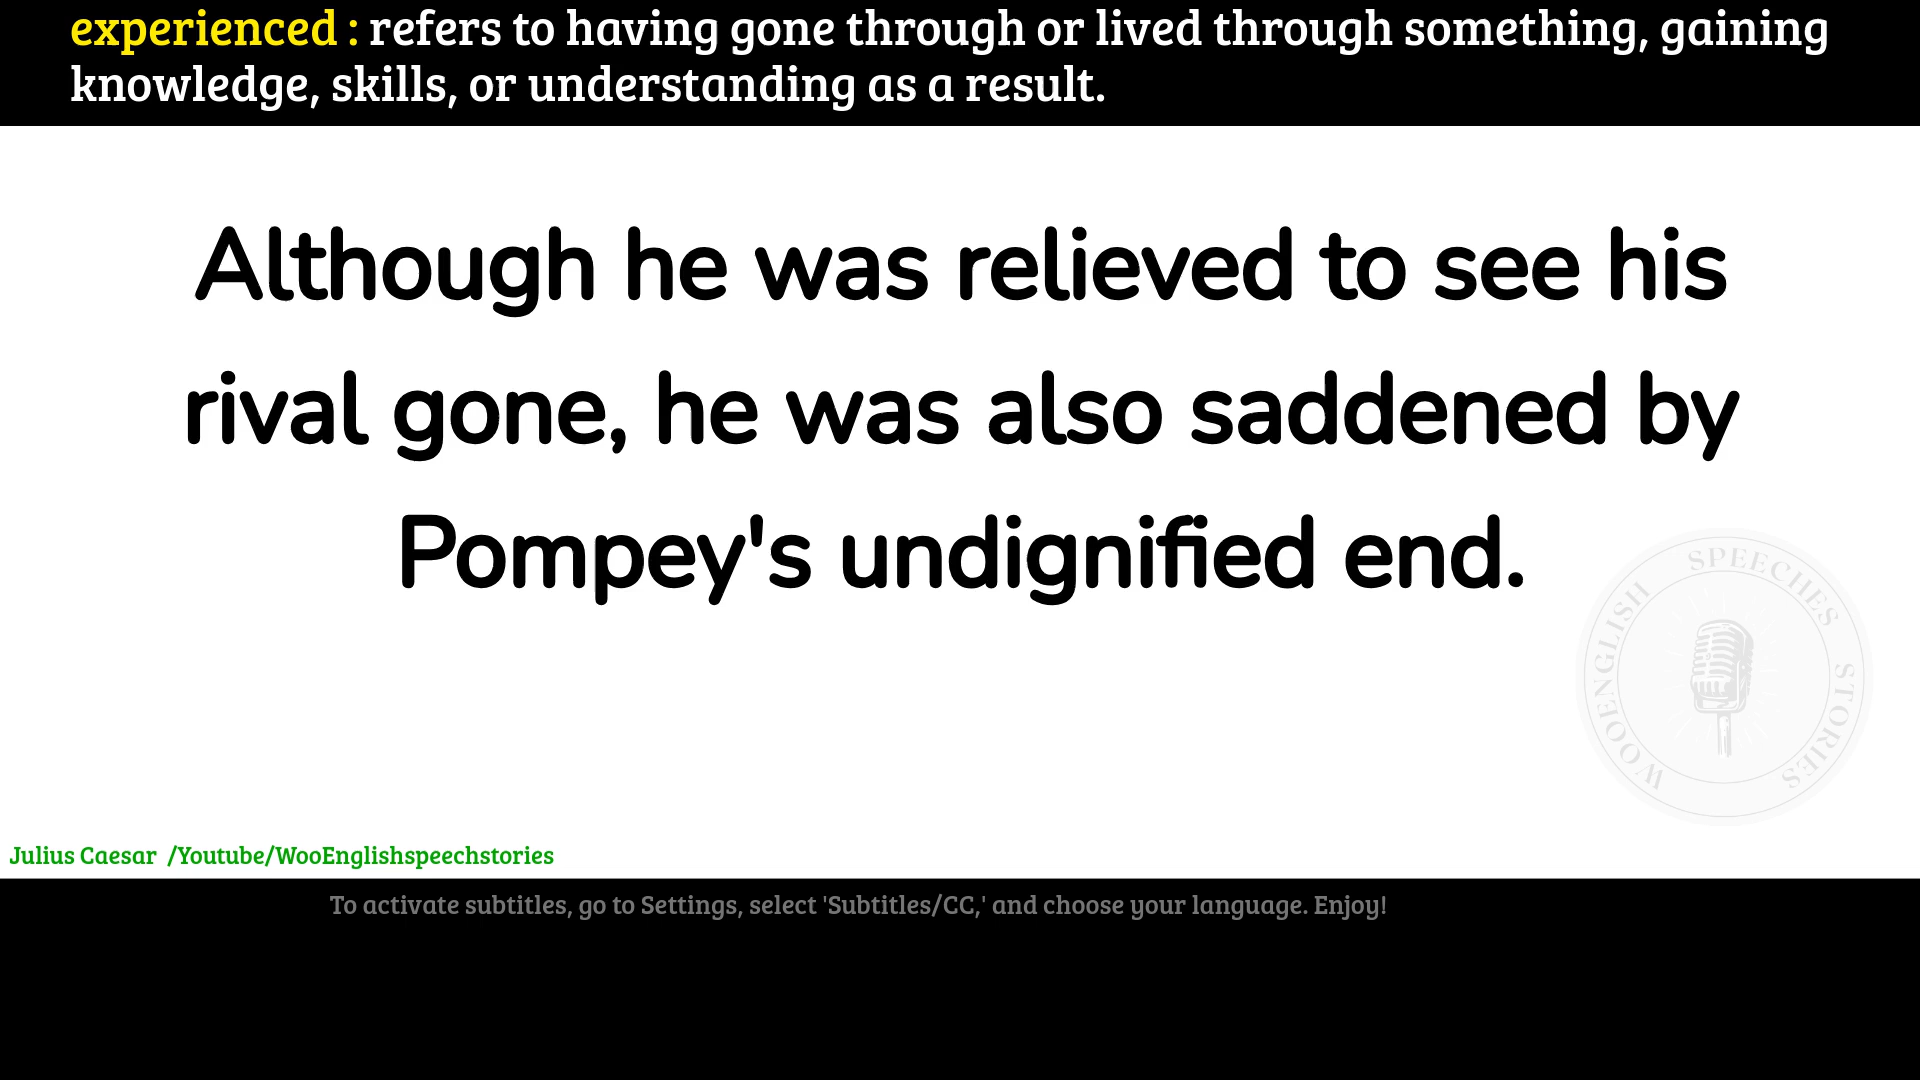 experienced : refers to having gone through or lived through something, gaining
knowledge, skills, or understanding as a result.
Although he was relieved to see his
rival gone, he was also saddened by
Pompey's undignified end.
WOOENGLISH SPEECHES STORIES
Julius Caesar /Youtube/WooEnglishspeechstories
To activate subtitles, go to Settings, select 'Subtitles/CC,' and choose your language. Enjoy!